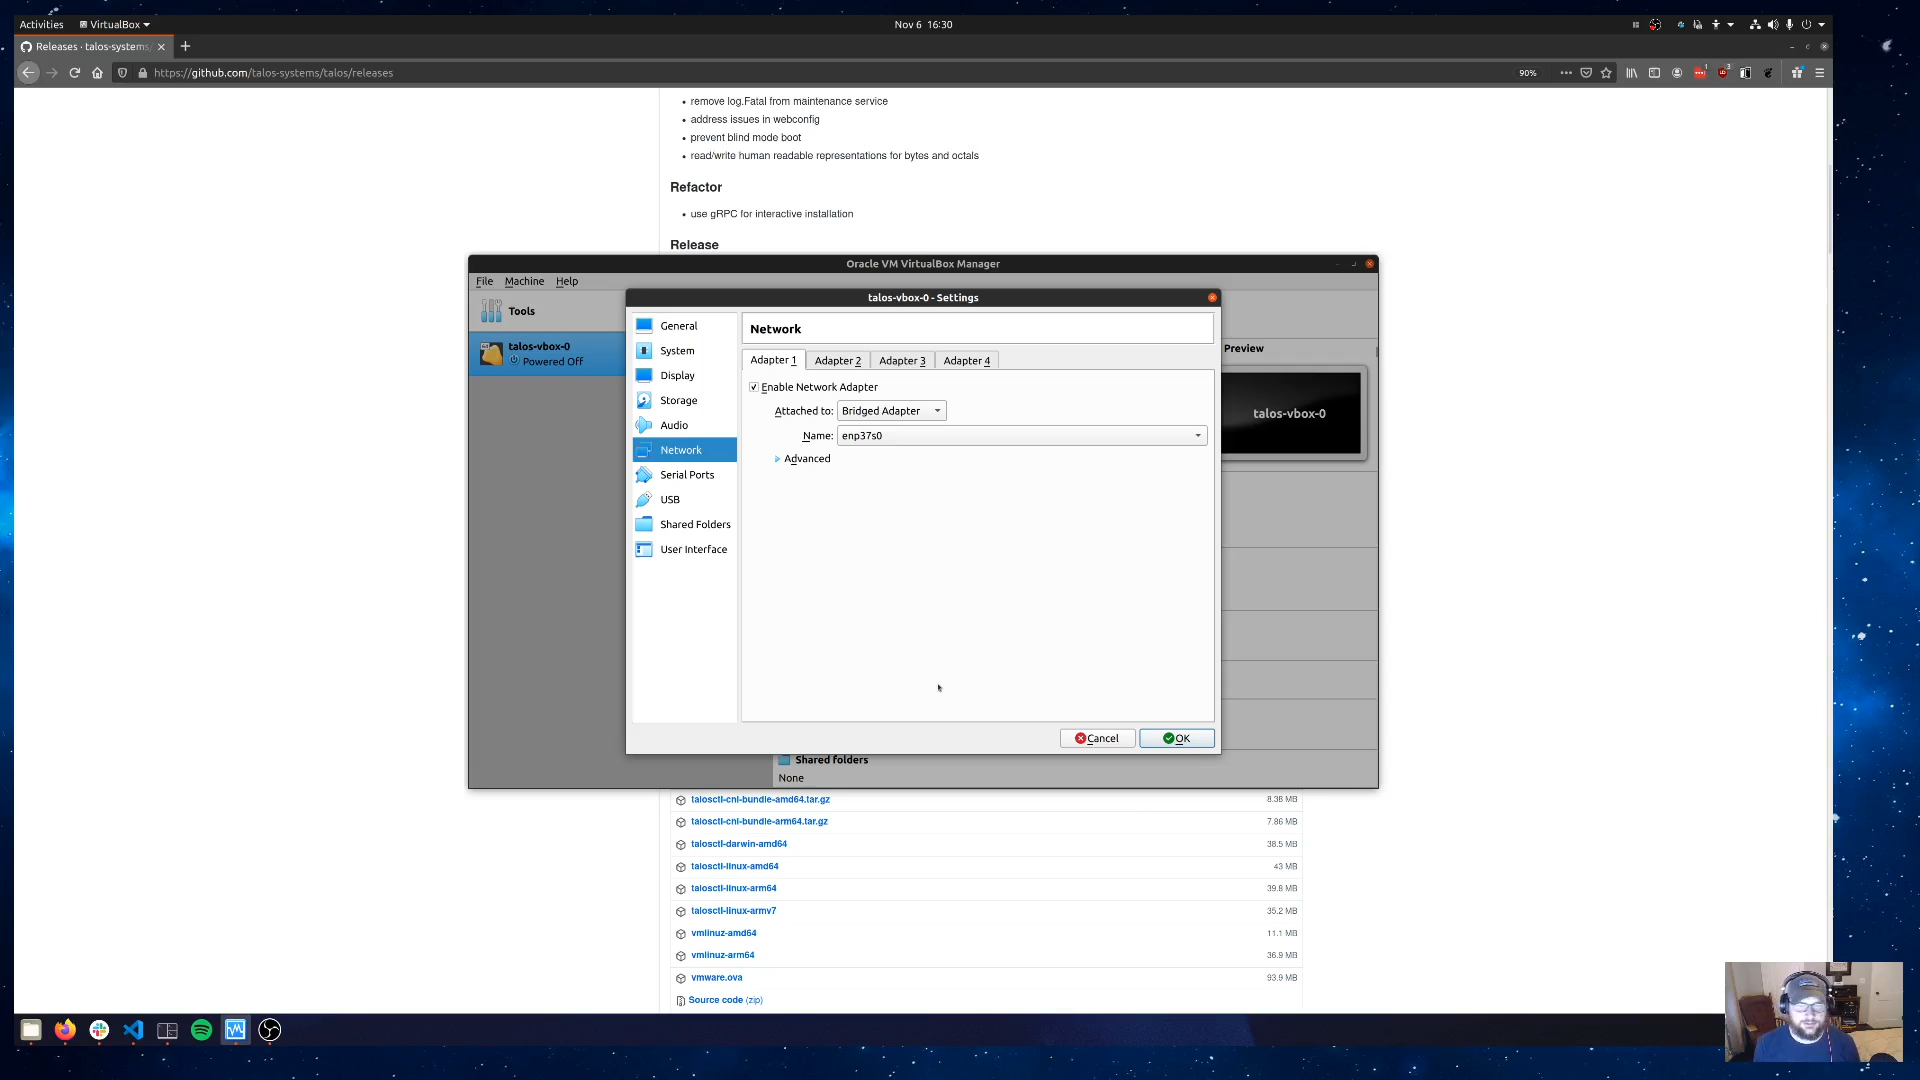 Activities
VirtualBox
Nov 6 16:30
Releases · talos-systems/
https://github.com/talos-systems/talos/releases
90%
remove log.Fatal from maintenance service
address issues in webconfig
prevent blind mode boot
read/write human readable representations for bytes and octals
Refactor
use gRPC for interactive installation
Release
Oracle VM VirtualBox Manager
File Machine Help
Tools
talos-vbox-0
Powered Off
talos-vbox-0 - Settings
General
System
Display
Storage
Audio
Network
Serial Ports
USB
Shared Folders
User Interface
Network
Adapter 1
Adapter 2
Adapter 3
Adapter 4
Enable Network Adapter
Attached to: Bridged Adapter
Name: enp37s0
Advanced
Cancel
OK
Preview
talos-vbox-0
Shared folders
None
talosctl-cni-bundle-amd64.tar.gz 8.38 MB
talosctl-cni-bundle-arm64.tar.gz 7.86 MB
talosctl-darwin-amd64 38.5 MB
talosctl-linux-amd64 43 MB
talosctl-linux-arm64 39.8 MB
talosctl-linux-armv7 35.2 MB
vmlinuz-amd64 11.1 MB
vmlinuz-arm64 36.9 MB
vmware.ova 93.9 MB
Source code (zip)